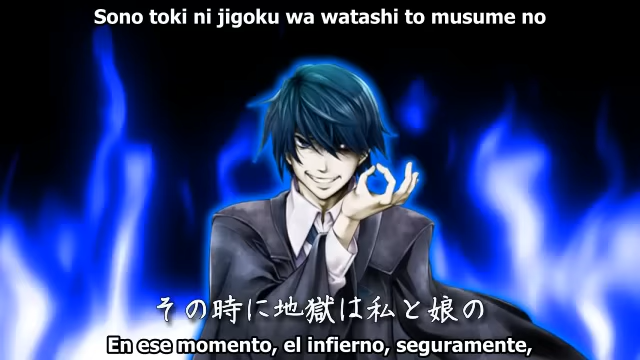 Sono toki ni jigoku wa watashi to musume no
その時に地獄は私と娘の
En ese momento, el infierno, seguramente,